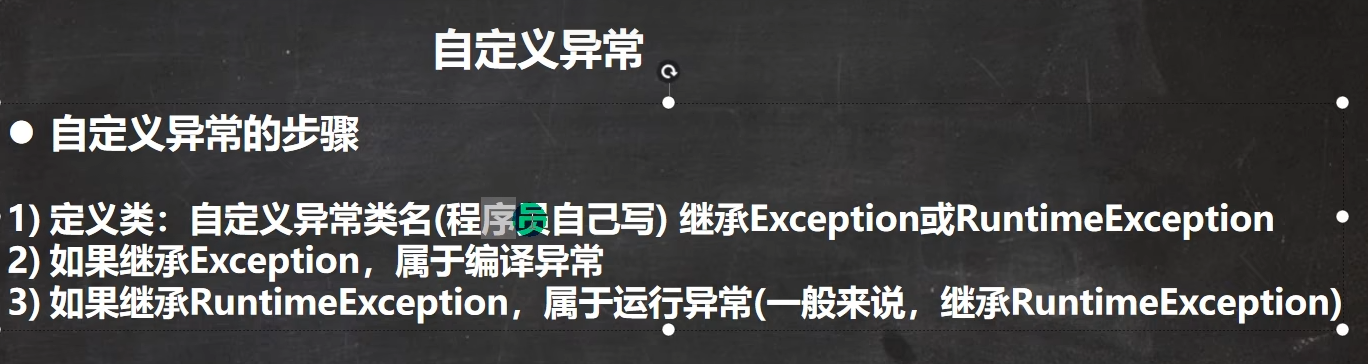 自定义异常
● 自定义异常的步骤
1) 定义类：自定义异常类名(程序员自己写) 继承Exception或RuntimeException
2) 如果继承Exception，属于编译异常
3) 如果继承RuntimeException，属于运行异常(一般来说，继承RuntimeException)